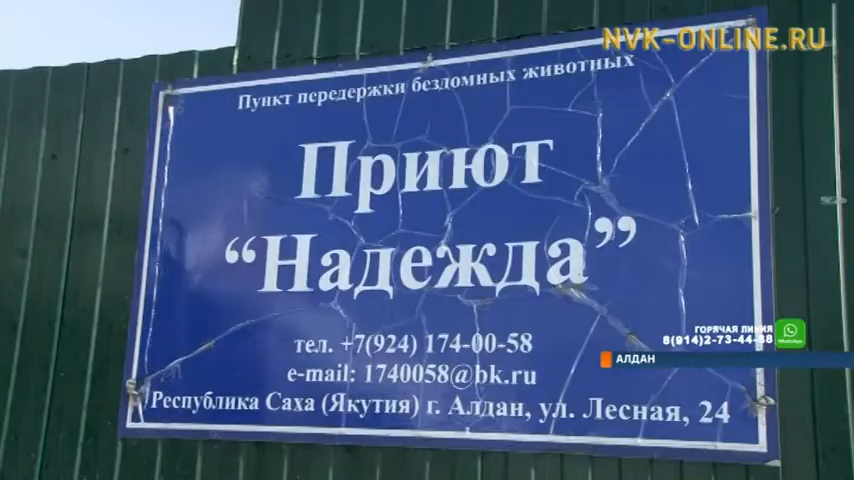 NVK-ONLINE.RU
Пункт передержки бездомных животных
Приют
“Надежда”
тел. +7(924) 174-00-58
e-mail: 1740058@bk.ru
Республика Саха (Якутия) г. Алдан, ул. Лесная, 24
ГОРЯЧАЯ ЛИНИЯ
8(914)2-73-44-88
WhatsApp
АЛДАН